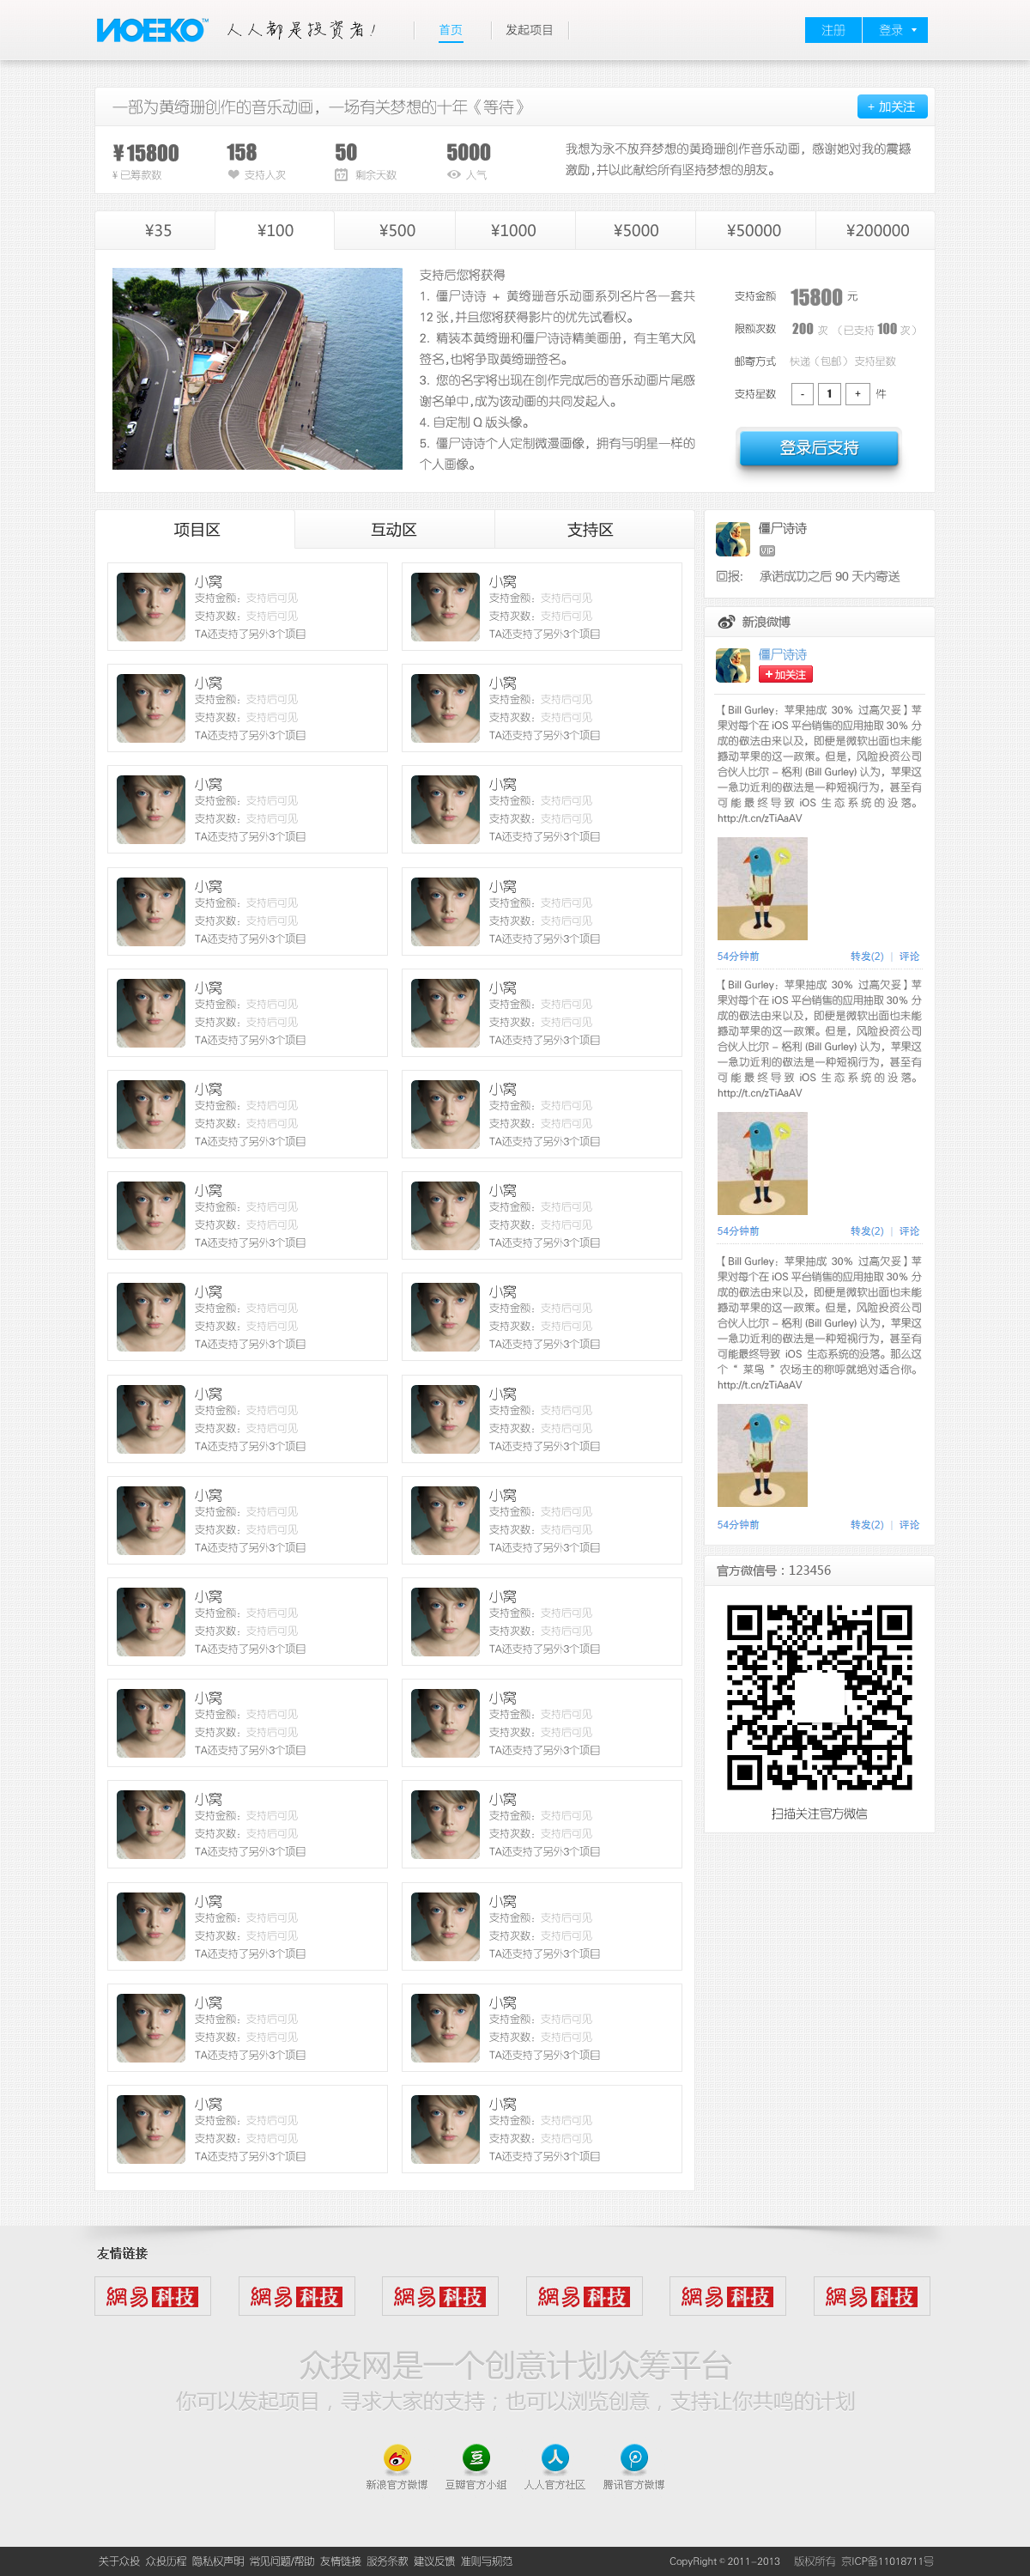 NOEKO™ 人人都是投资者! 首页 发起项目 注册 登录
一部为黄绮珊创作的音乐动画，一场有关梦想的十年《等待》 + 加关注
¥15800 158 50 5000
¥ 已筹款数 支持人次 17 剩余天数 人气
我想为永不放弃梦想的黄琦珊创作音乐动画，感谢她对我的震撼
激励,并以此献给所有坚持梦想的朋友。
¥35 ¥100 ¥500 ¥1000 ¥5000 ¥50000 ¥200000
支持后您将获得
1. 僵尸诗诗 + 黄绮珊音乐动画系列名片各一套共
12 张,并且您将获得影片的优先试看权。
2. 精装本黄绮珊和僵尸诗诗精美画册，有主笔大风
签名,也将争取黄绮珊签名。
3. 您的名字将出现在创作完成后的音乐动画片尾感
谢名单中,成为该动画的共同发起人。
4. 自定制 Q 版头像。
5. 僵尸诗诗个人定制微漫画像，拥有与明星一样的
个人画像。
支持金额 15800 元
限额次数 200 次 （已支持 100 次）
邮寄方式 快递（包邮） 支持星数
支持星数 - 1 + 件
登录后支持
项目区 互动区 支持区
小窝 小窝
支持金额：支持后可见 支持金额：支持后可见
支持次数：支持后可见 支持次数：支持后可见
TA还支持了另外3个项目 TA还支持了另外3个项目
小窝 小窝
支持金额：支持后可见 支持金额：支持后可见
支持次数：支持后可见 支持次数：支持后可见
TA还支持了另外3个项目 TA还支持了另外3个项目
小窝 小窝
支持金额：支持后可见 支持金额：支持后可见
支持次数：支持后可见 支持次数：支持后可见
TA还支持了另外3个项目 TA还支持了另外3个项目
小窝 小窝
支持金额：支持后可见 支持金额：支持后可见
支持次数：支持后可见 支持次数：支持后可见
TA还支持了另外3个项目 TA还支持了另外3个项目
小窝 小窝
支持金额：支持后可见 支持金额：支持后可见
支持次数：支持后可见 支持次数：支持后可见
TA还支持了另外3个项目 TA还支持了另外3个项目
小窝 小窝
支持金额：支持后可见 支持金额：支持后可见
支持次数：支持后可见 支持次数：支持后可见
TA还支持了另外3个项目 TA还支持了另外3个项目
小窝 小窝
支持金额：支持后可见 支持金额：支持后可见
支持次数：支持后可见 支持次数：支持后可见
TA还支持了另外3个项目 TA还支持了另外3个项目
小窝 小窝
支持金额：支持后可见 支持金额：支持后可见
支持次数：支持后可见 支持次数：支持后可见
TA还支持了另外3个项目 TA还支持了另外3个项目
小窝 小窝
支持金额：支持后可见 支持金额：支持后可见
支持次数：支持后可见 支持次数：支持后可见
TA还支持了另外3个项目 TA还支持了另外3个项目
小窝 小窝
支持金额：支持后可见 支持金额：支持后可见
支持次数：支持后可见 支持次数：支持后可见
TA还支持了另外3个项目 TA还支持了另外3个项目
小窝 小窝
支持金额：支持后可见 支持金额：支持后可见
支持次数：支持后可见 支持次数：支持后可见
TA还支持了另外3个项目 TA还支持了另外3个项目
小窝 小窝
支持金额：支持后可见 支持金额：支持后可见
支持次数：支持后可见 支持次数：支持后可见
TA还支持了另外3个项目 TA还支持了另外3个项目
小窝 小窝
支持金额：支持后可见 支持金额：支持后可见
支持次数：支持后可见 支持次数：支持后可见
TA还支持了另外3个项目 TA还支持了另外3个项目
小窝 小窝
支持金额：支持后可见 支持金额：支持后可见
支持次数：支持后可见 支持次数：支持后可见
TA还支持了另外3个项目 TA还支持了另外3个项目
小窝 小窝
支持金额：支持后可见 支持金额：支持后可见
支持次数：支持后可见 支持次数：支持后可见
TA还支持了另外3个项目 TA还支持了另外3个项目
小窝 小窝
支持金额：支持后可见 支持金额：支持后可见
支持次数：支持后可见 支持次数：支持后可见
TA还支持了另外3个项目 TA还支持了另外3个项目
僵尸诗诗
VIP
回报： 承诺成功之后 90 天内寄送
新浪微博
僵尸诗诗
+加关注
【Bill Gurley：苹果抽成 30% 过高欠妥】苹
果对每个在 iOS 平台销售的应用抽取 30% 分
成的做法由来以及，即便是微软出面也未能
撼动苹果的这一政策。但是，风险投资公司
合伙人比尔 - 格利 (Bill Gurley) 认为，苹果这
一急功近利的做法是一种短视行为，甚至有
可能最终导致 iOS 生态系统的没落。
http://t.cn/zTiAaAV
54分钟前 转发(2) | 评论
【Bill Gurley：苹果抽成 30% 过高欠妥】苹
果对每个在 iOS 平台销售的应用抽取 30% 分
成的做法由来以及，即便是微软出面也未能
撼动苹果的这一政策。但是，风险投资公司
合伙人比尔 - 格利 (Bill Gurley) 认为，苹果这
一急功近利的做法是一种短视行为，甚至有
可能最终导致 iOS 生态系统的没落。
http://t.cn/zTiAaAV
54分钟前 转发(2) | 评论
【Bill Gurley：苹果抽成 30% 过高欠妥】苹
果对每个在 iOS 平台销售的应用抽取 30% 分
成的做法由来以及，即便是微软出面也未能
撼动苹果的这一政策。但是，风险投资公司
合伙人比尔 - 格利 (Bill Gurley) 认为，苹果这
一急功近利的做法是一种短视行为，甚至有
可能最终导致 iOS 生态系统的没落。那么这
个“ 菜鸟 ”农场主的称呼就绝对适合你。
http://t.cn/zTiAaAV
54分钟前 转发(2) | 评论
官方微信号：123456
扫描关注官方微信
友情链接
網易科技 網易科技 網易科技 網易科技 網易科技 網易科技
众投网是一个创意计划众筹平台
你可以发起项目，寻求大家的支持；也可以浏览创意，支持让你共鸣的计划
豆 人
新浪官方微博 豆瓣官方小组 人人官方社区 腾讯官方微博
关于众投 众投历程 隐私权声明 常见问题/帮助 友情链接 服务条款 建议反馈 准则与规范 CopyRight © 2011-2013 版权所有 京ICP备11018711号